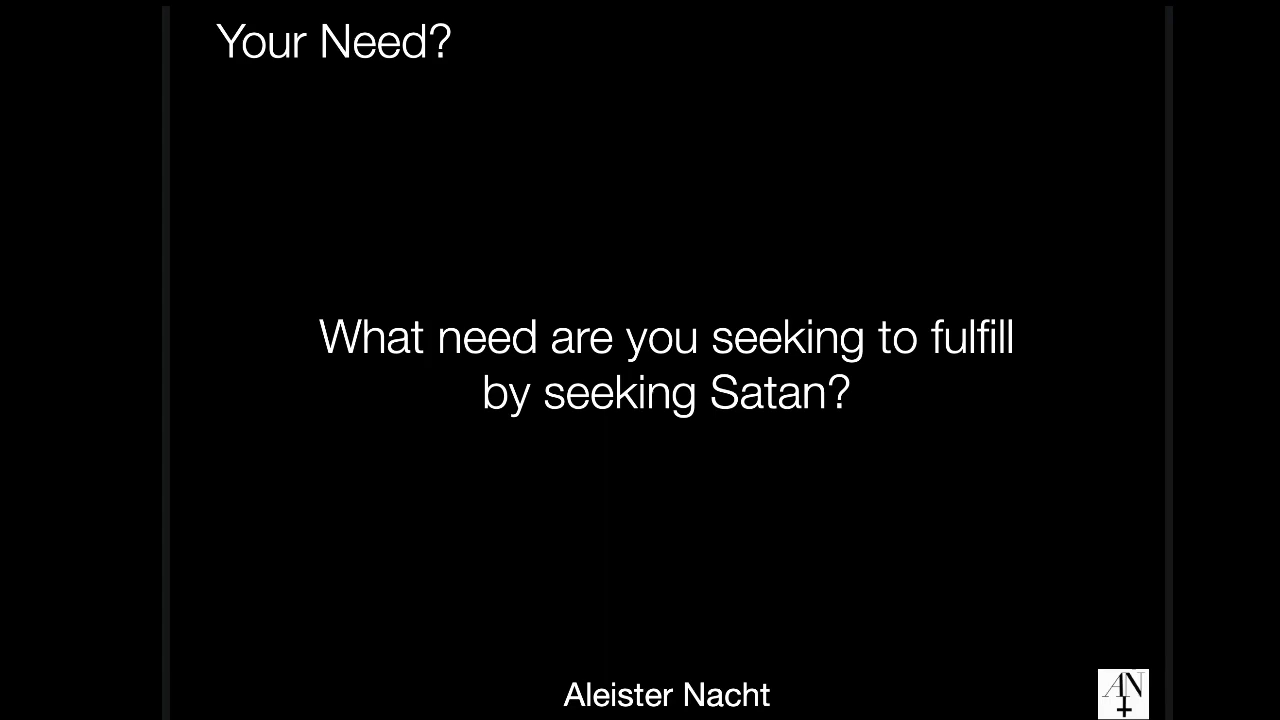 Your Need?
What need are you seeking to fulfill
by seeking Satan?
Aleister Nacht
AN